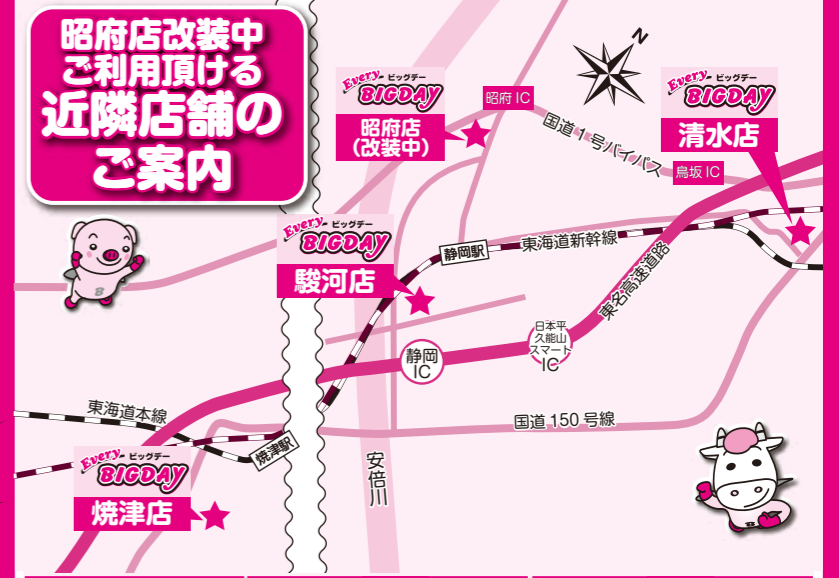 昭府店改装中
ご利用頂ける
近隣店舗の
ご案内
N
Every ビッグデー
BIGDAY
昭府店
（改装中）
昭府 IC
国道 1 号バイパス
鳥坂 IC
Every ビッグデー
BIGDAY
清水店
Every ビッグデー
BIGDAY
駿河店
静岡駅
東海道新幹線
東名高速道路
静岡
IC
日本平
久能山
スマート
IC
東海道本線
焼津駅
国道 150 号線
安倍川
Every ビッグデー
BIGDAY
焼津店
8